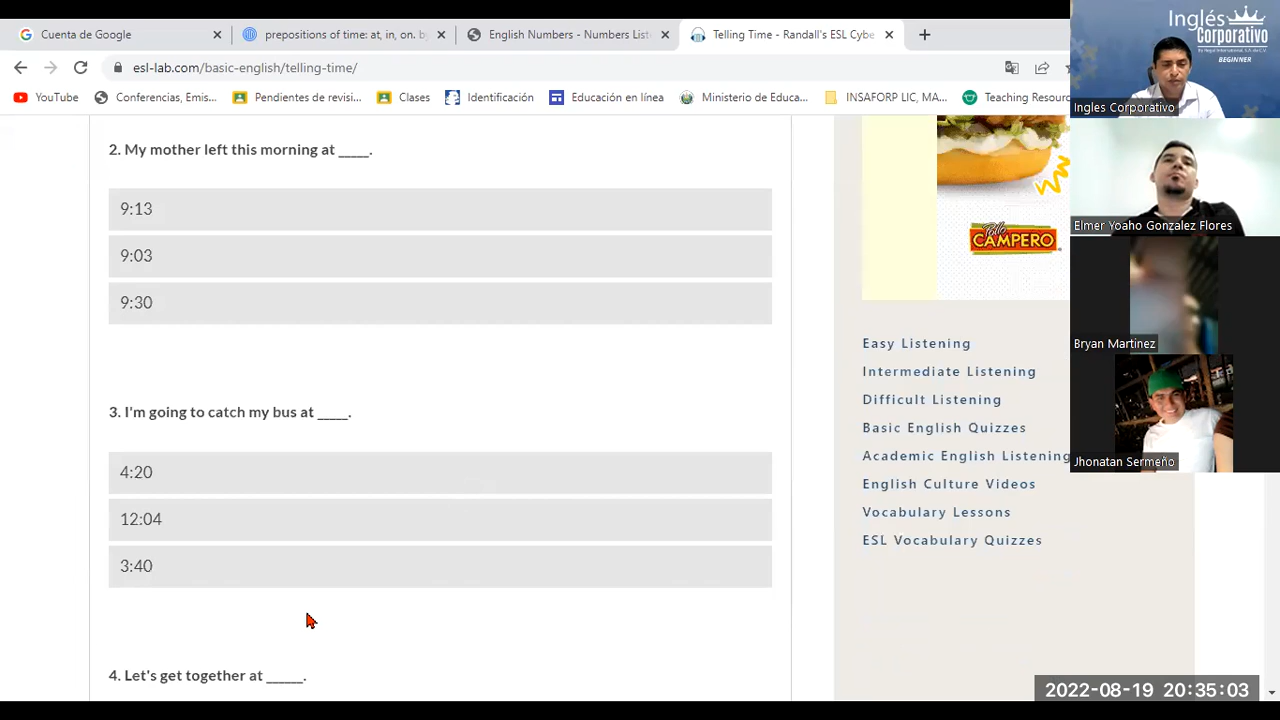 Cuenta de Google
prepositions of time: at, in, on. by
English Numbers - Numbers List
Telling Time - Randall's ESL Cybe
esl-lab.com/basic-english/telling-time/
YouTube
Conferencias, Emis...
Pendientes de revisi...
Clases
Identificación
Educación en línea
Ministerio de Educa...
INSAFORP LIC, MA...
Teaching Resourc
2. My mother left this morning at _____.
9:13
9:03
9:30
3. I'm going to catch my bus at _____.
4:20
12:04
3:40
4. Let's get together at ______.
Pollo
CAMPERO
Easy Listening
Intermediate Listening
Difficult Listening
Basic English Quizzes
Academic English Listening
English Culture Videos
Vocabulary Lessons
ESL Vocabulary Quizzes
Inglés
Corporativo
BEGINNER
Ingles Corporativo
Elmer Yoaho Gonzalez Flores
Bryan Martinez
Jhonatan Sermeño
2022-08-19 20:35:03